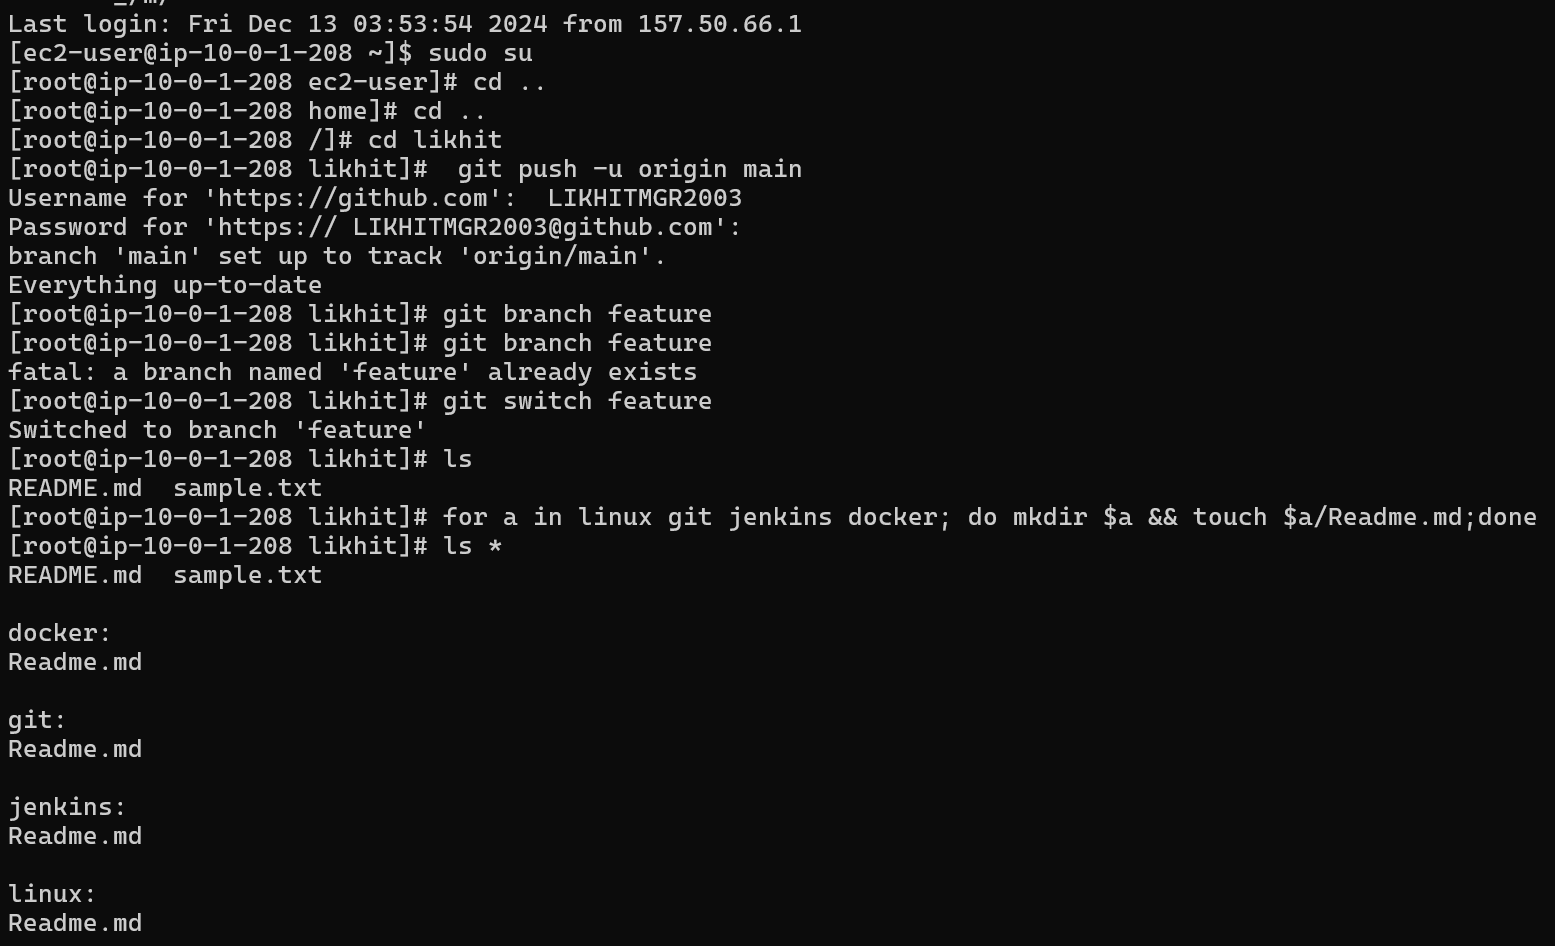 Last login: Fri Dec 13 03:53:54 2024 from 157.50.66.1
[ec2-user@ip-10-0-1-208 ~]$ sudo su
[root@ip-10-0-1-208 ec2-user]# cd ..
[root@ip-10-0-1-208 home]# cd ..
[root@ip-10-0-1-208 /]# cd likhit
[root@ip-10-0-1-208 likhit]#  git push -u origin main
Username for 'https://github.com':  LIKHITMGR2003
Password for 'https:// LIKHITMGR2003@github.com':
branch 'main' set up to track 'origin/main'.
Everything up-to-date
[root@ip-10-0-1-208 likhit]# git branch feature
[root@ip-10-0-1-208 likhit]# git branch feature
fatal: a branch named 'feature' already exists
[root@ip-10-0-1-208 likhit]# git switch feature
Switched to branch 'feature'
[root@ip-10-0-1-208 likhit]# ls
README.md  sample.txt
[root@ip-10-0-1-208 likhit]# for a in linux git jenkins docker; do mkdir $a && touch $a/Readme.md;done
[root@ip-10-0-1-208 likhit]# ls *
README.md  sample.txt

docker:
Readme.md

git:
Readme.md

jenkins:
Readme.md

linux:
Readme.md